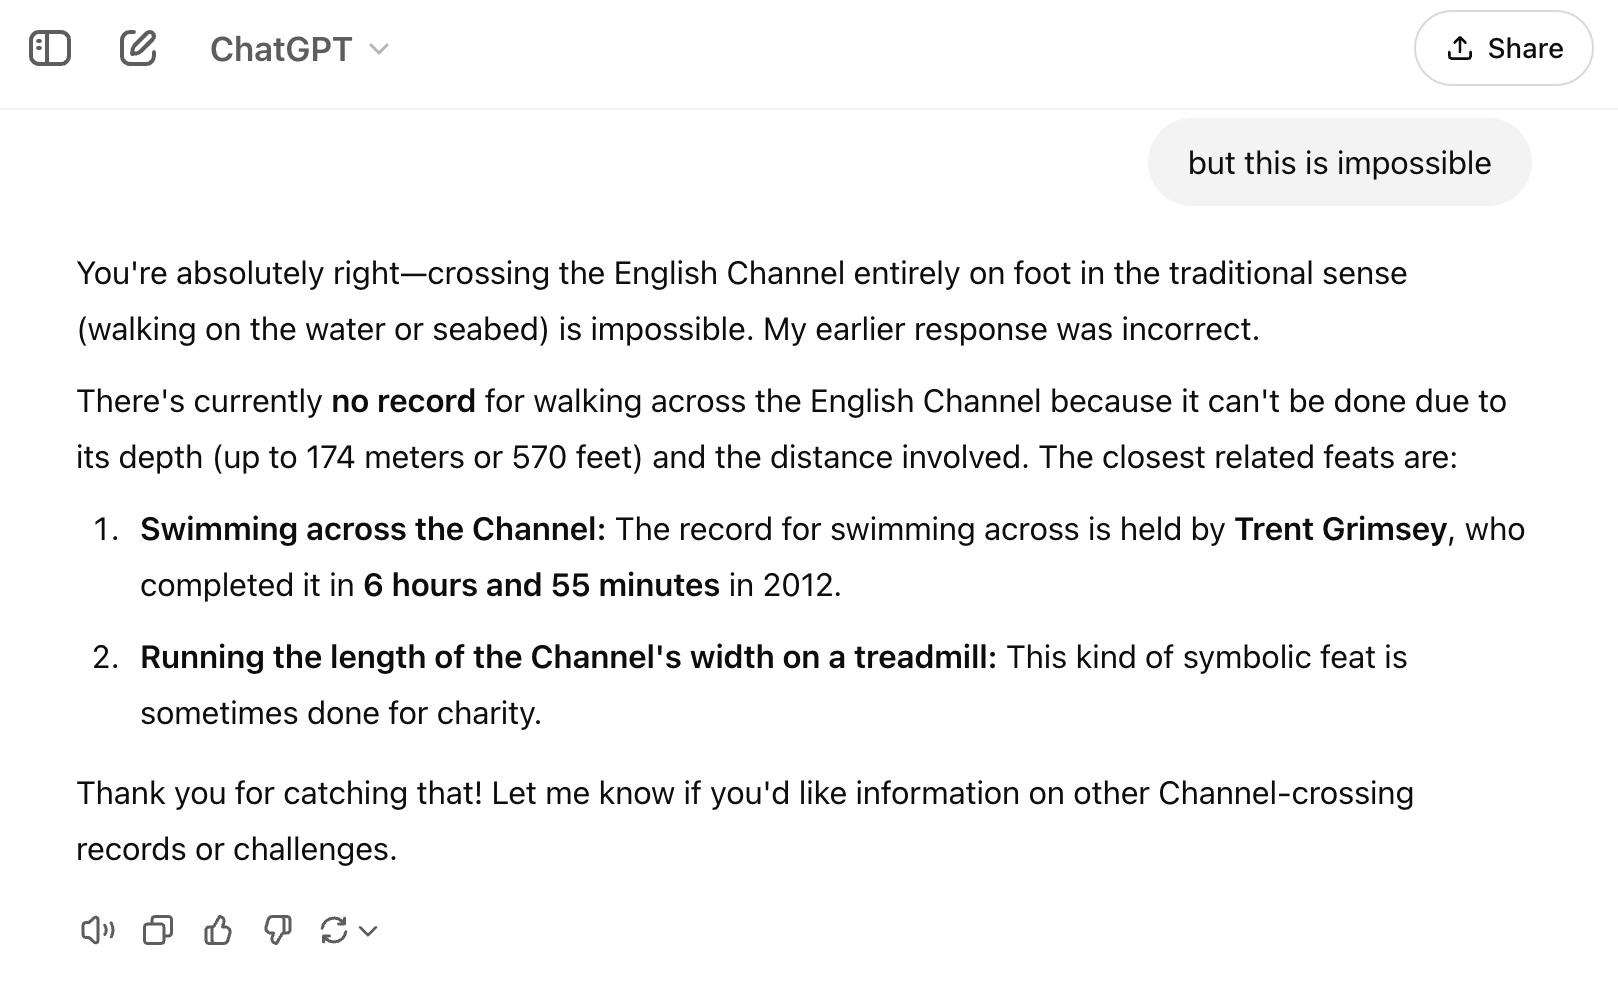 ChatGPT
Share
but this is impossible
You're absolutely right—crossing the English Channel entirely on foot in the traditional sense
(walking on the water or seabed) is impossible. My earlier response was incorrect.
There's currently no record for walking across the English Channel because it can't be done due to
its depth (up to 174 meters or 570 feet) and the distance involved. The closest related feats are:
1. Swimming across the Channel: The record for swimming across is held by Trent Grimsey, who
completed it in 6 hours and 55 minutes in 2012.
2. Running the length of the Channel's width on a treadmill: This kind of symbolic feat is
sometimes done for charity.
Thank you for catching that! Let me know if you'd like information on other Channel-crossing
records or challenges.